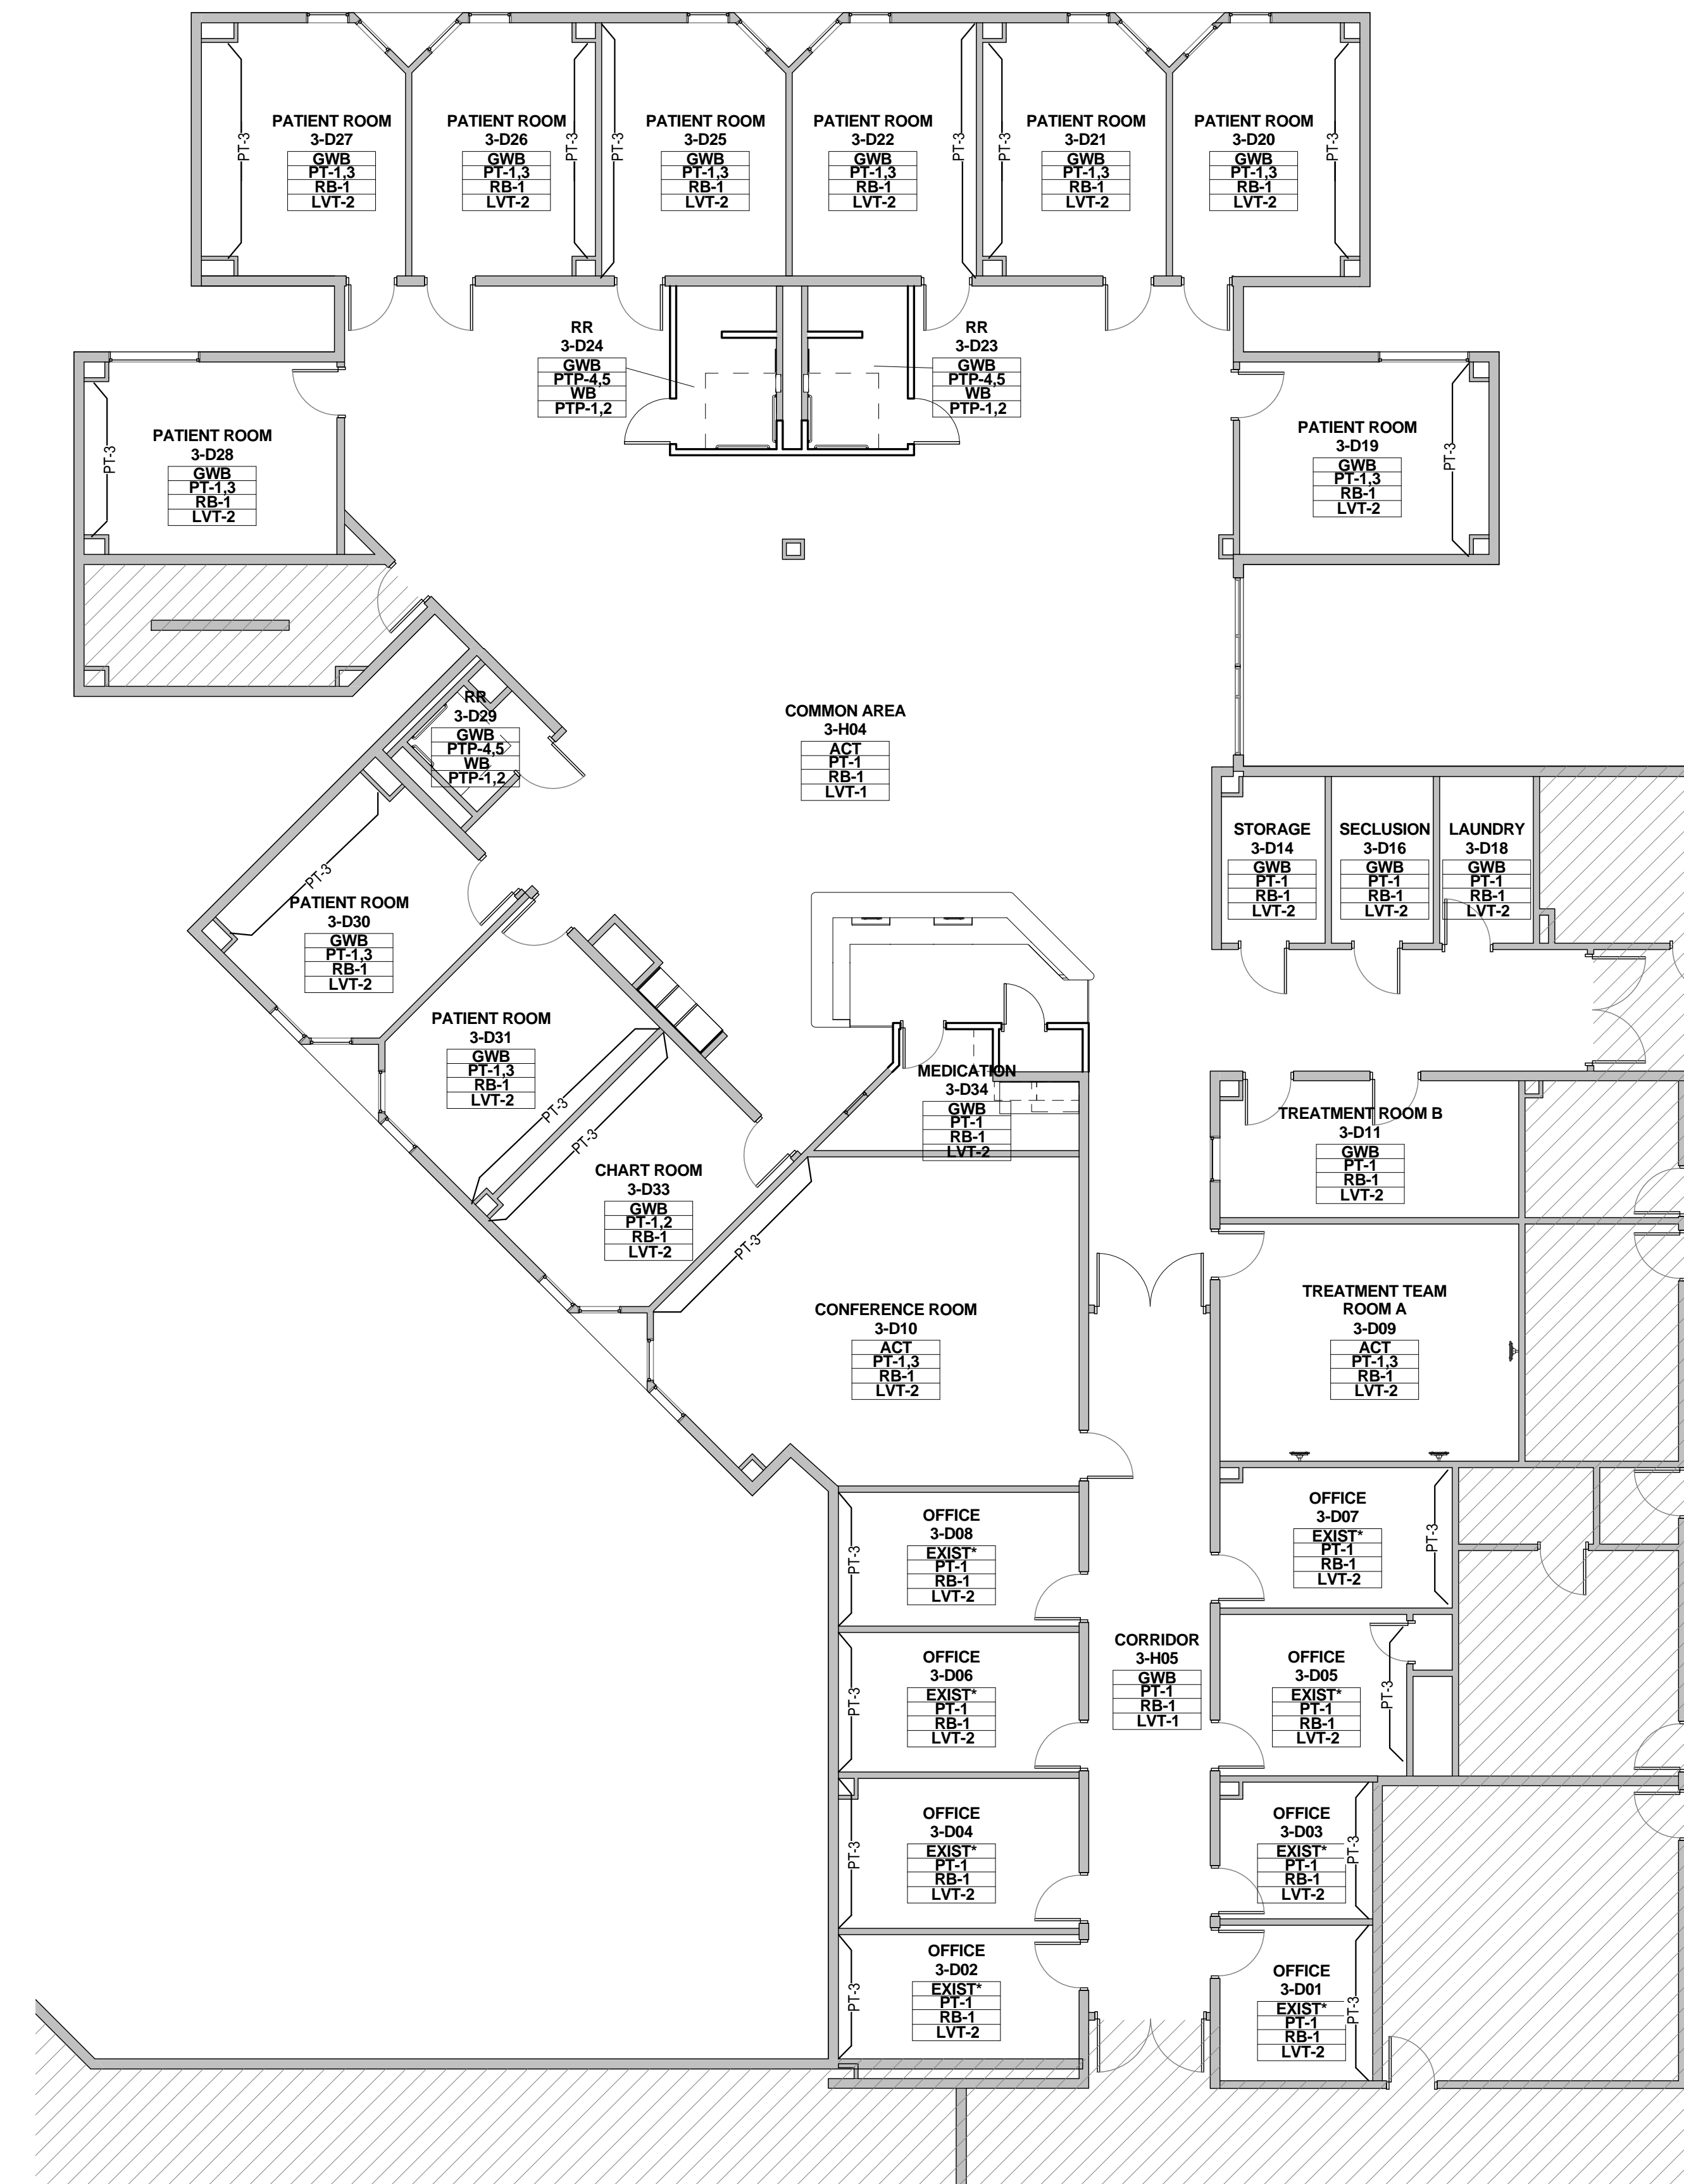 PATIENT ROOM
3-D27
GWB
PT-1,3
RB-1
LVT-2
PT-3
PATIENT ROOM
3-D26
GWB
PT-1,3
RB-1
LVT-2
PT-3
PATIENT ROOM
3-D25
GWB
PT-1,3
RB-1
LVT-2
PT-3
PATIENT ROOM
3-D22
GWB
PT-1,3
RB-1
LVT-2
PT-3
PATIENT ROOM
3-D21
GWB
PT-1,3
RB-1
LVT-2
PT-3
PATIENT ROOM
3-D20
GWB
PT-1,3
RB-1
LVT-2
PT-3
RR
3-D24
GWB
PTP-4,5
WB
PTP-1,2
RR
3-D23
GWB
PTP-4,5
WB
PTP-1,2
PATIENT ROOM
3-D28
GWB
PT-1,3
RB-1
LVT-2
PT-3
PATIENT ROOM
3-D19
GWB
PT-1,3
RB-1
LVT-2
PT-3
RR
3-D29
GWB
PTP-4,5
WB
PTP-1,2
COMMON AREA
3-H04
ACT
PT-1
RB-1
LVT-1
STORAGE
3-D14
GWB
PT-1
RB-1
LVT-2
SECLUSION
3-D16
GWB
PT-1
RB-1
LVT-2
LAUNDRY
3-D18
GWB
PT-1
RB-1
LVT-2
PT-3
PATIENT ROOM
3-D30
GWB
PT-1,3
RB-1
LVT-2
PATIENT ROOM
3-D31
GWB
PT-1,3
RB-1
LVT-2
PT-3
PT-3
MEDICATION
3-D34
GWB
PT-1
RB-1
LVT-2
TREATMENT ROOM B
3-D11
GWB
PT-1
RB-1
LVT-2
CHART ROOM
3-D33
GWB
PT-1,2
RB-1
LVT-2
PT-3
CONFERENCE ROOM
3-D10
ACT
PT-1,3
RB-1
LVT-2
TREATMENT TEAM
ROOM A
3-D09
ACT
PT-1,3
RB-1
LVT-2
OFFICE
3-D08
EXIST*
PT-1
RB-1
LVT-2
PT-3
OFFICE
3-D07
EXIST*
PT-1
RB-1
LVT-2
PT-3
OFFICE
3-D06
EXIST*
PT-1
RB-1
LVT-2
PT-3
CORRIDOR
3-H05
GWB
PT-1
RB-1
LVT-1
OFFICE
3-D05
EXIST*
PT-1
RB-1
LVT-2
PT-3
OFFICE
3-D04
EXIST*
PT-1
RB-1
LVT-2
PT-3
OFFICE
3-D03
EXIST*
PT-1
RB-1
LVT-2
PT-3
OFFICE
3-D02
EXIST*
PT-1
RB-1
LVT-2
PT-3
OFFICE
3-D01
EXIST*
PT-1
RB-1
LVT-2
PT-3